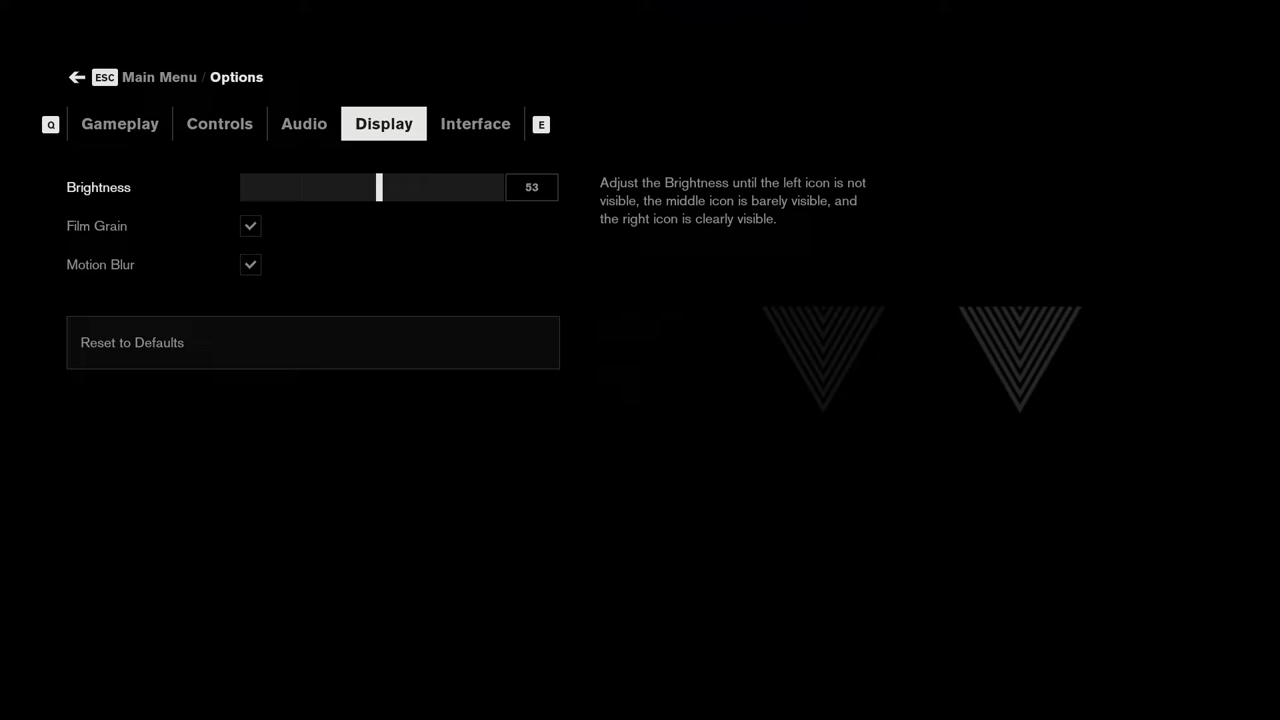 ESC Main Menu / Options
Q Gameplay Controls Audio Display Interface E
Brightness 53
Film Grain
Motion Blur
Reset to Defaults
Adjust the Brightness until the left icon is not
visible, the middle icon is barely visible, and
the right icon is clearly visible.